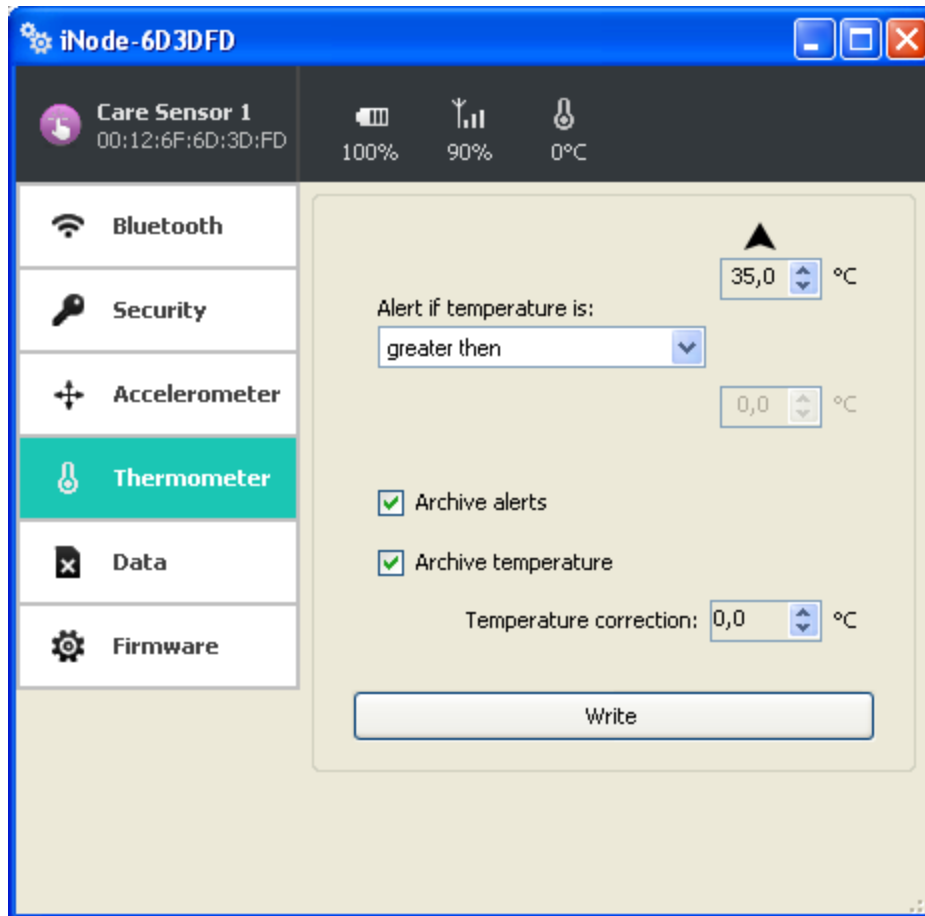 iNode-6D3DFD
Care Sensor 1
00:12:6F:6D:3D:FD
100%
90%
0°C
Bluetooth
Security
Accelerometer
Thermometer
Data
Firmware
35,0 °C
Alert if temperature is:
greater then
0,0 °C
Archive alerts
Archive temperature
Temperature correction: 0,0 °C
Write